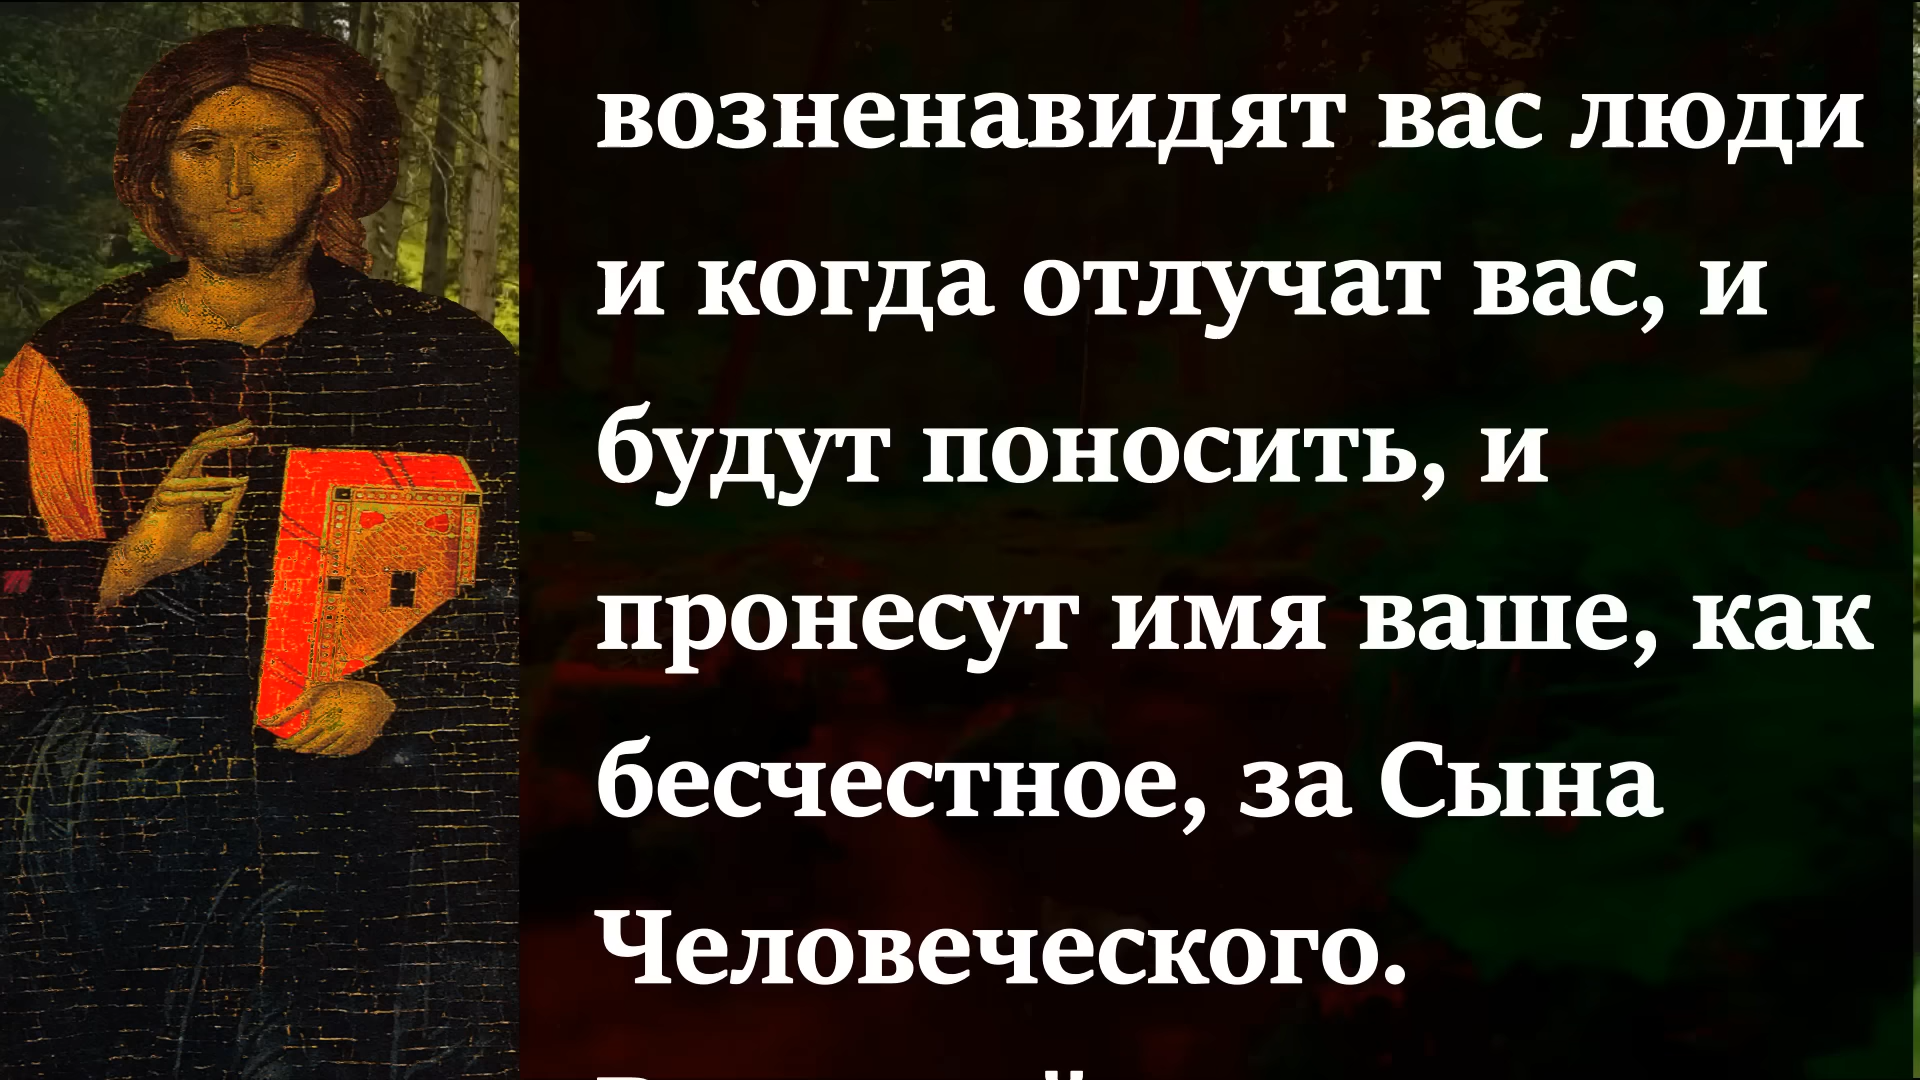 возненавидят вас люди
и когда отлучат вас, и
будут поносить, и
пронесут имя ваше, как
бесчестное, за Сына
Человеческого.